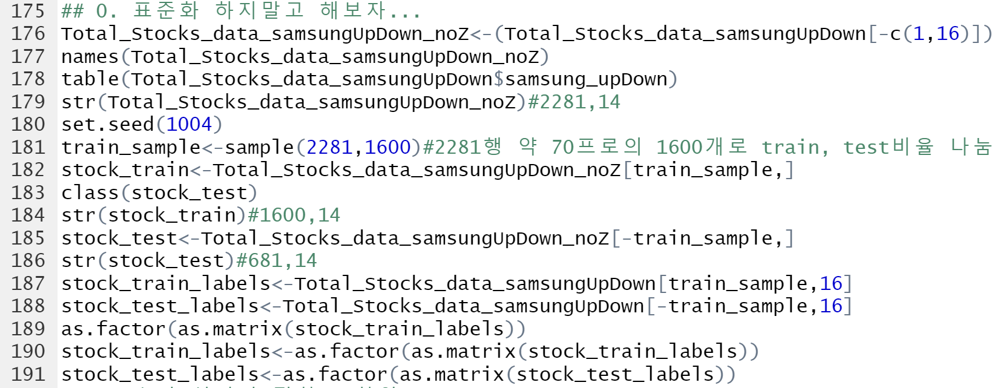 175 ## 0. 표준화 하지말고 해보자...
176 Total_Stocks_data_samsungUpDown_noZ<-(Total_Stocks_data_samsungUpDown[-c(1,16)])
177 names(Total_Stocks_data_samsungUpDown_noZ)
178 table(Total_Stocks_data_samsungUpDown$samsung_upDown)
179 str(Total_Stocks_data_samsungUpDown_noZ)#2281,14
180 set.seed(1004)
181 train_sample<-sample(2281,1600)#2281행 약 70프로의 1600개로 train, test비율 나눔
182 stock_train<-Total_Stocks_data_samsungUpDown_noZ[train_sample,]
183 class(stock_test)
184 str(stock_train)#1600,14
185 stock_test<-Total_Stocks_data_samsungUpDown_noZ[-train_sample,]
186 str(stock_test)#681,14
187 stock_train_labels<-Total_Stocks_data_samsungUpDown[train_sample,16]
188 stock_test_labels<-Total_Stocks_data_samsungUpDown[-train_sample,16]
189 as.factor(as.matrix(stock_train_labels))
190 stock_train_labels<-as.factor(as.matrix(stock_train_labels))
191 stock_test_labels<-as.factor(as.matrix(stock_test_labels))